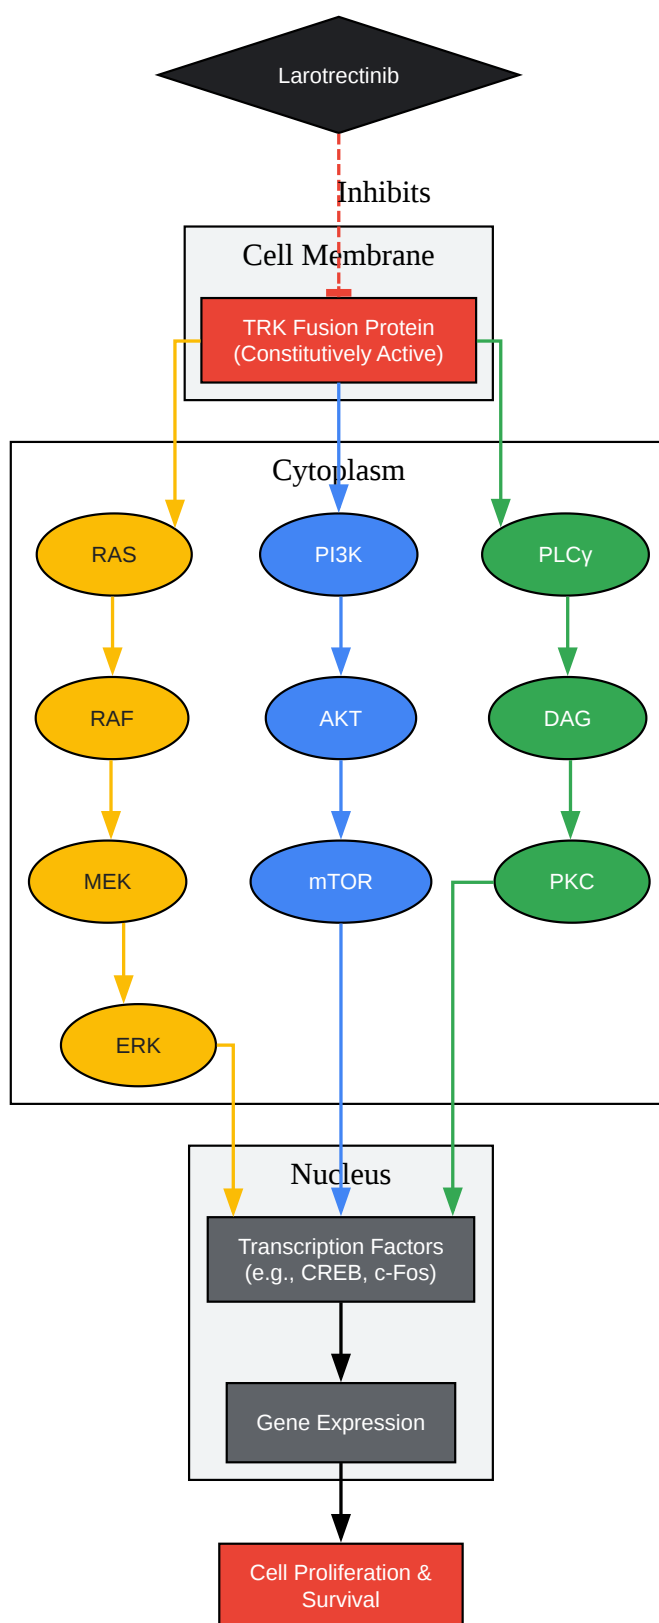 Larotrectinib
Inhibits
Cell Membrane
TRK Fusion Protein
(Constitutively Active)
Cytoplasm
RAS
PI3K
PLCγ
RAF
AKT
DAG
MEK
mTOR
PKC
ERK
Nucleus
Transcription Factors
(e.g., CREB, c-Fos)
Gene Expression
Cell Proliferation &
Survival